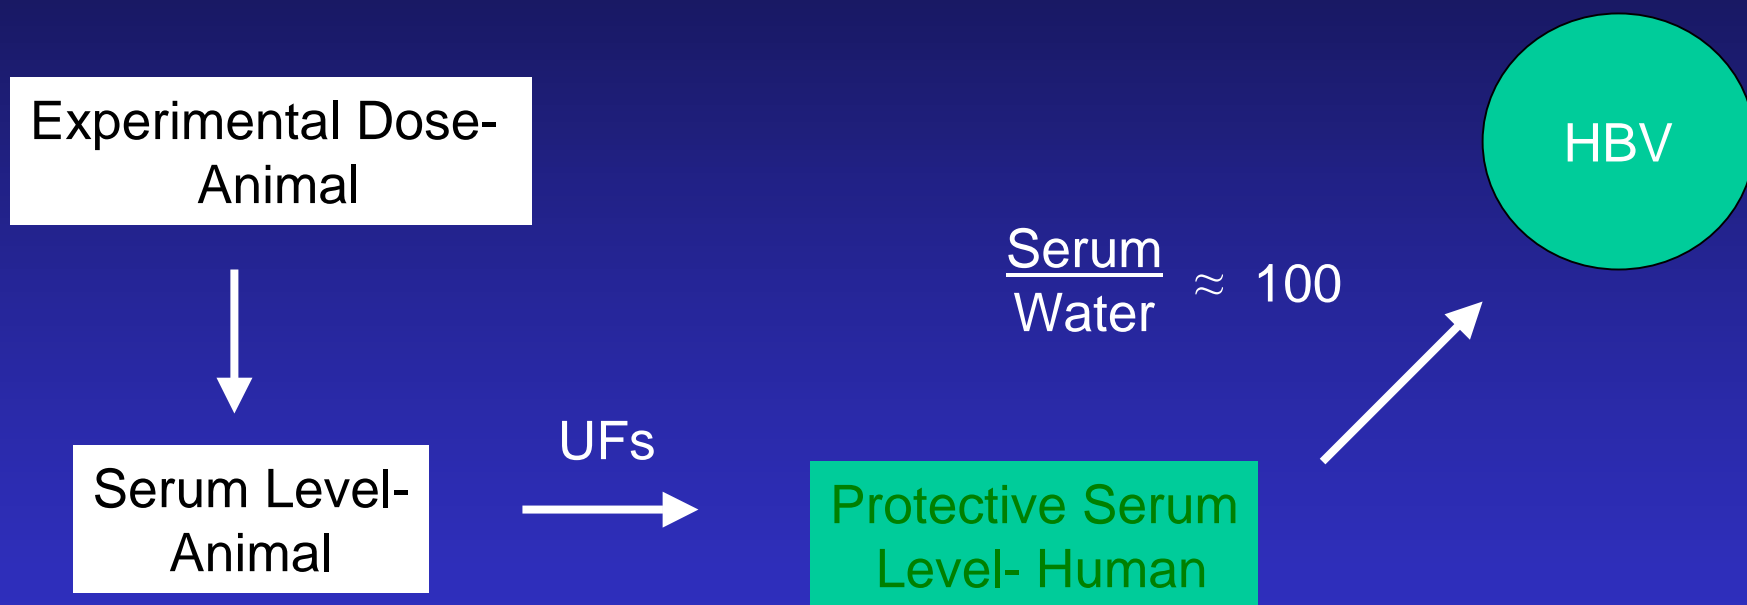 Experimental Dose-
Animal
HBV
Serum
Water
≈ 100
UFs
Serum Level-
Animal
Protective Serum
Level- Human